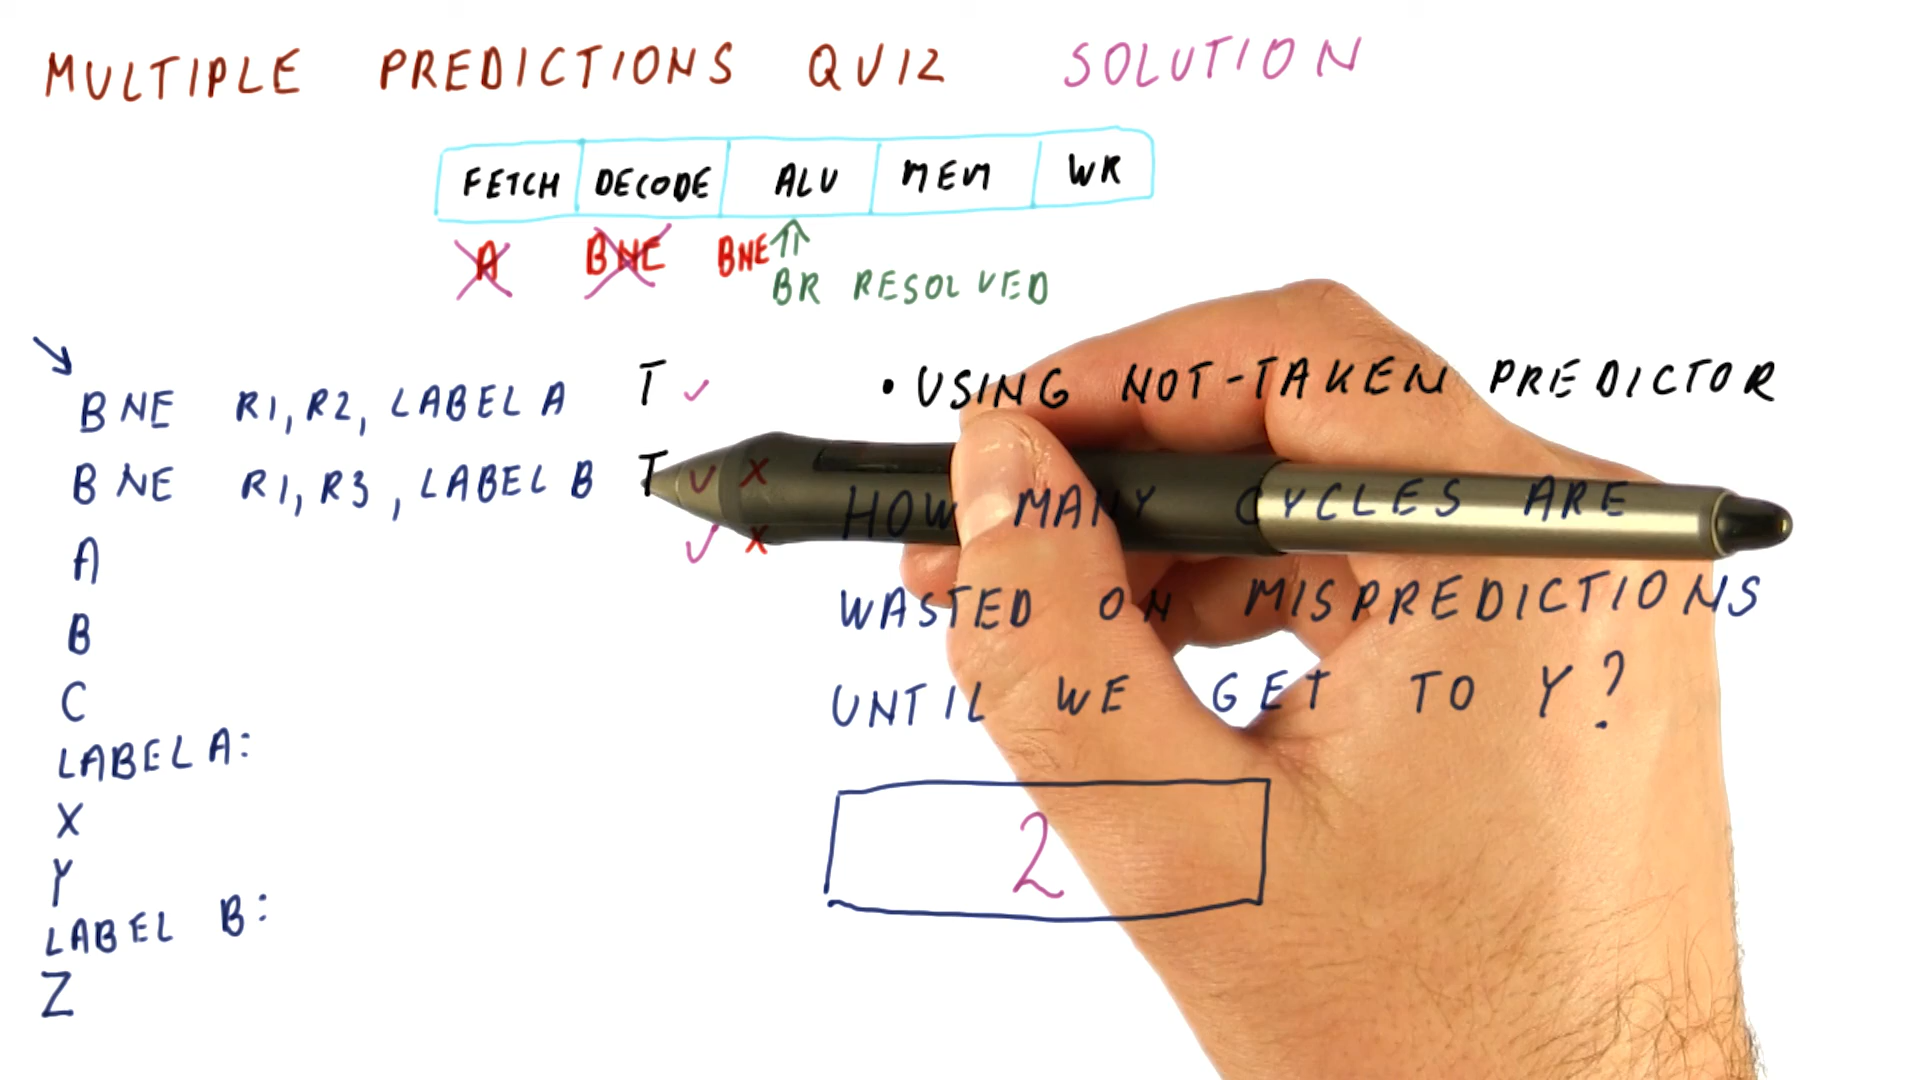 MULTIPLE PREDICTIONS QUIZ SOLUTION
FETCH DECODE ALU MEM WR
A BNE BNE
BR RESOLVED
BNE R1, R2, LABEL A T
BNE R1, R3, LABEL B T
A
B
C
LABEL A:
X
Y
LABEL B:
Z
• USING NOT-TAKEN PREDICTOR
HOW MANY CYCLES ARE
WASTED ON MISPREDICTIONS
UNTIL WE GET TO Y?
2